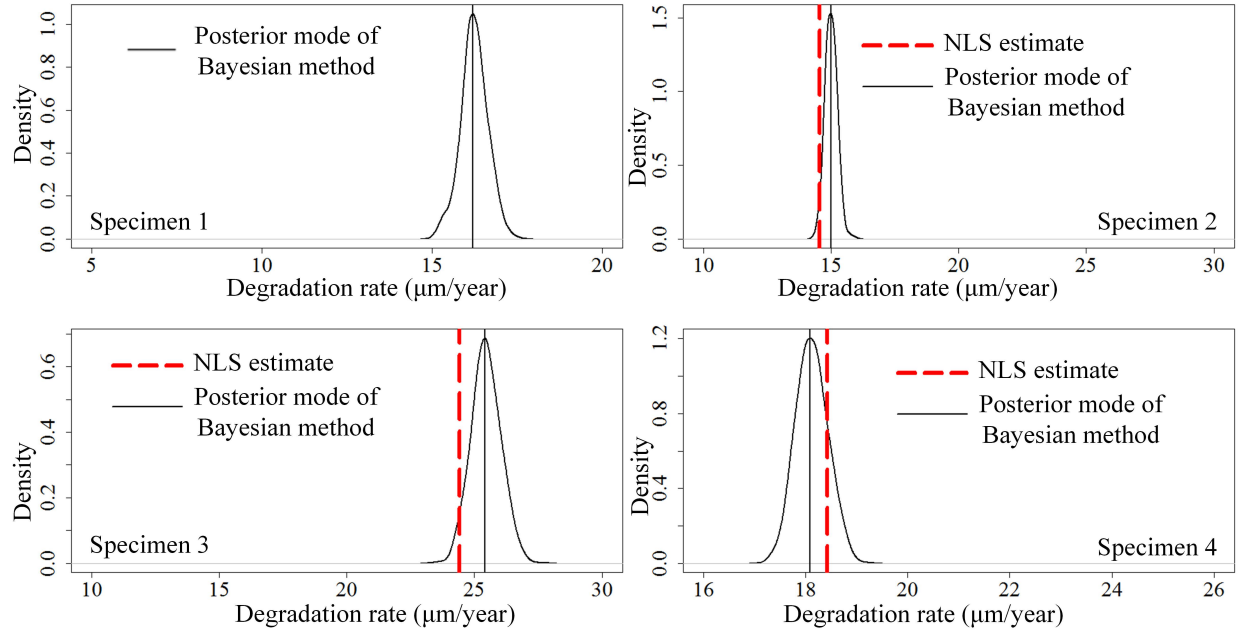 Density
0.0 0.2 0.4 0.6 0.8 1.0
Posterior mode of
Bayesian method
Specimen 1
5 10 15 20
Degradation rate (μm/year)
Density
0.0 0.5 1.0 1.5
NLS estimate
Posterior mode of
Bayesian method
Specimen 2
10 15 20 25 30
Degradation rate (μm/year)
Density
0.0 0.2 0.4 0.6
NLS estimate
Posterior mode of
Bayesian method
Specimen 3
10 15 20 25 30
Degradation rate (μm/year)
Density
0.0 0.4 0.8 1.2
NLS estimate
Posterior mode of
Bayesian method
Specimen 4
16 18 20 22 24 26
Degradation rate (μm/year)